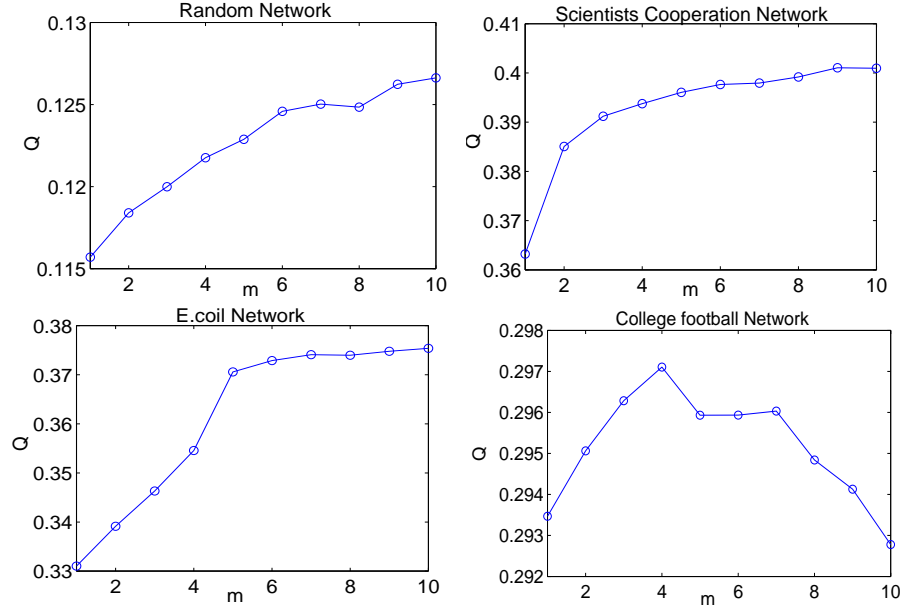 Random Network
0.13
0.125
0.12
0.115
Q
2 4 6 8 10
m
Scientists Cooperation Network
0.41
0.4
0.39
0.38
0.37
0.36
Q
2 4 6 8 10
m
E.coil Network
0.38
0.37
0.36
0.35
0.34
0.33
Q
2 4 6 8 10
m
College football Network
0.298
0.297
0.296
0.295
0.294
0.293
0.292
Q
2 4 6 8 10
m